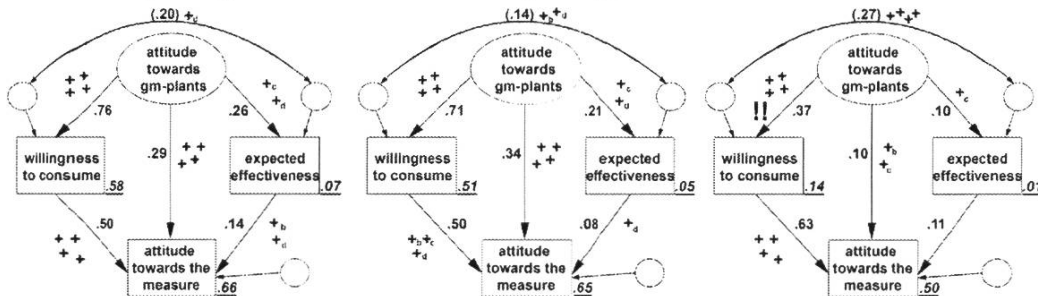 (.20) +d
attitude
towards
gm-plants
+ +
+ +
+c
+d
.76
.26
willingness
to consume
.58
.29
+ +
+ +
expected
effectiveness
.07
.50
.14
+b
+d
+ +
+ +
attitude
towards the
measure
.66
(.14) +b +d
attitude
towards
gm-plants
+ +
+ +
+c
+d
.71
.21
willingness
to consume
.51
.34
+ +
+ +
expected
effectiveness
.05
.50
.08
+d
+b +c
+d
attitude
towards the
measure
.65
(.27) + + + +
attitude
towards
gm-plants
+ +
+ +
+c
!!
.37
.10
willingness
to consume
.14
.10
+b
+c
expected
effectiveness
.01
.63
.11
+ +
+ +
attitude
towards the
measure
.50